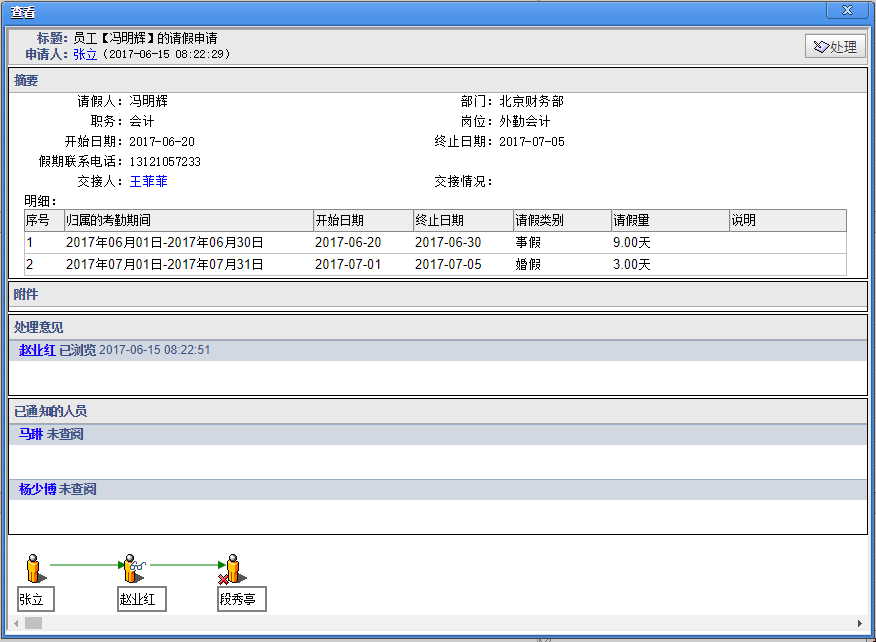 查看
标题：员工【冯明辉】的请假申请
申请人：张立（2017-06-15 08:22:29）
处理
摘要
请假人：冯明辉 部门：北京财务部
职务：会计 岗位：外勤会计
开始日期：2017-06-20 终止日期：2017-07-05
假期联系电话：13121057233
交接人：王菲菲 交接情况：
明细：
序号 归属的考勤期间 开始日期 终止日期 请假类别 请假量 说明
1 2017年06月01日-2017年06月30日 2017-06-20 2017-06-30 事假 9.00天
2 2017年07月01日-2017年07月31日 2017-07-01 2017-07-05 婚假 3.00天
附件
处理意见
赵业红 已浏览 2017-06-15 08:22:51
已通知的人员
马琳 未查阅
杨少博 未查阅
张立 赵业红 段秀亭